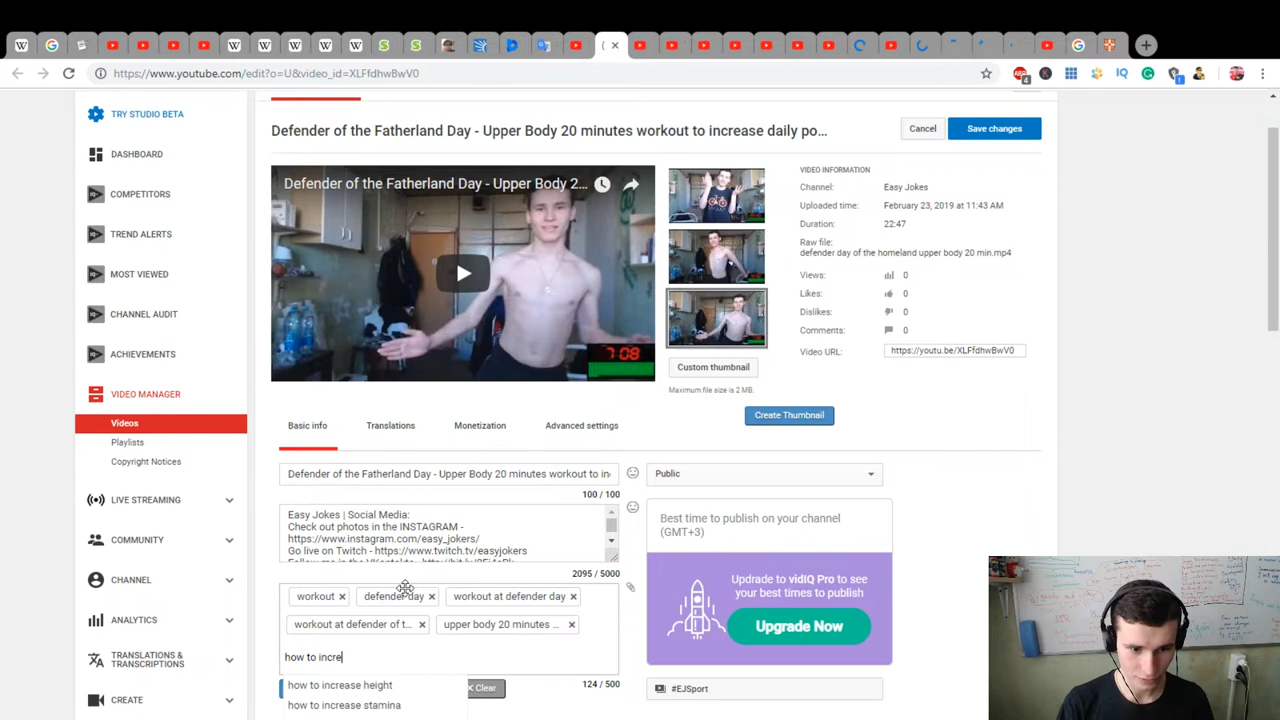 https://www.youtube.com/edit?o=U&video_id=XLFfdhwBwV0
TRY STUDIO BETA
DASHBOARD
COMPETITORS
TREND ALERTS
MOST VIEWED
CHANNEL AUDIT
ACHIEVEMENTS
VIDEO MANAGER
Videos
Playlists
Copyright Notices
LIVE STREAMING
COMMUNITY
CHANNEL
ANALYTICS
TRANSLATIONS &
TRANSCRIPTIONS
CREATE
Defender of the Fatherland Day - Upper Body 20 minutes workout to increase daily po...
Cancel
Save changes
Defender of the Fatherland Day - Upper Body 2...
7:08
Custom thumbnail
Maximum file size is 2 MB.
Create Thumbnail
VIDEO INFORMATION
Channel: Easy Jokes
Uploaded time: February 23, 2019 at 11:43 AM
Duration: 22:47
Raw file:
defender day of the homeland upper body 20 min.mp4
Views: 0
Likes: 0
Dislikes: 0
Comments: 0
Video URL: https://youtu.be/XLFfdhwBwV0
Basic info
Translations
Monetization
Advanced settings
Defender of the Fatherland Day - Upper Body 20 minutes workout to in
100 / 100
Easy Jokes | Social Media:
Check out photos in the INSTAGRAM -
https://www.instagram.com/easy_jokers/
Go live on Twitch - https://www.twitch.tv/easyjokers
2095 / 5000
workout
defender day
workout at defender day
workout at defender of t...
upper body 20 minutes ...
how to incre
124 / 500
how to increase height
how to increase stamina
Clear
Public
Best time to publish on your channel
(GMT+3)
Updrade to vidIQ Pro to see
your best times to publish
Upgrade Now
#EJSport